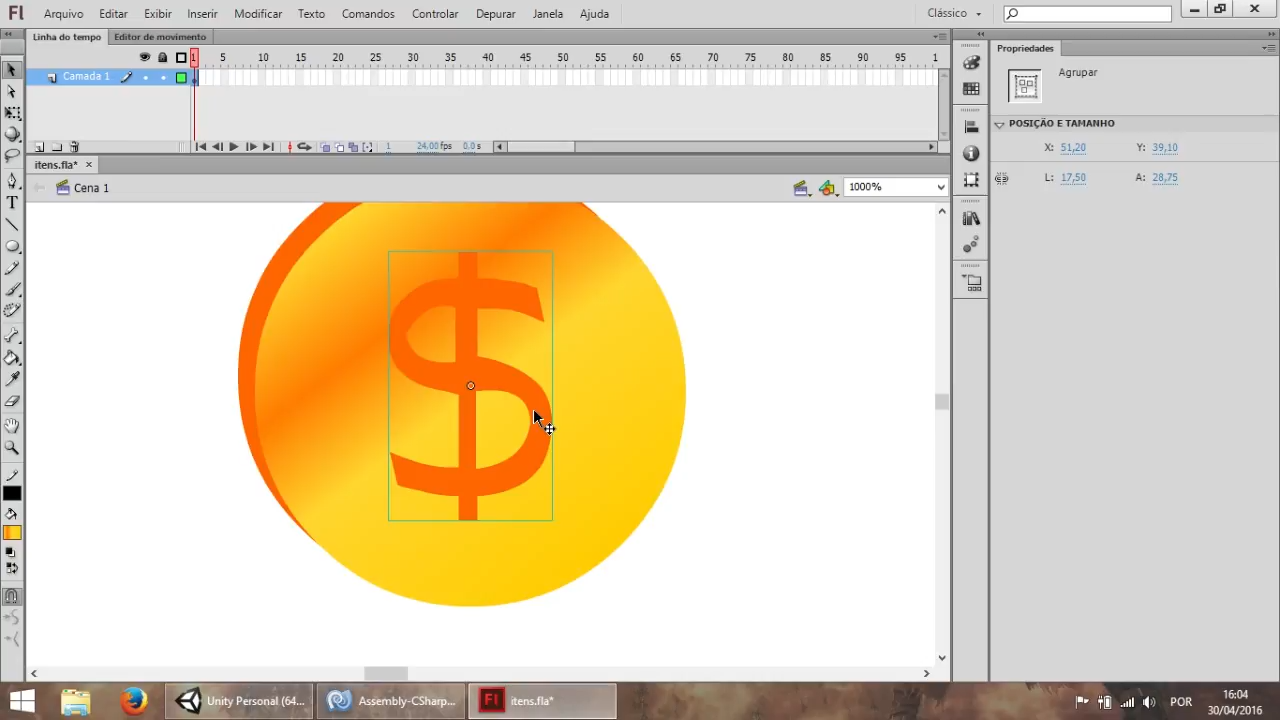 Fl Arquivo Editar Exibir Inserir Modificar Texto Comandos Controlar Depurar Janela Ajuda Clássico
Linha do tempo Editor de movimento
Propriedades
1 5 10 15 20 25 30 35 40 45 50 55 60 65 70 75 80 85 90 95 1
Camada 1
Agrupar
POSIÇÃO E TAMANHO
X: 51,20 Y: 39,10
1 24,00 fps 0,0 s
itens.fla*
L: 17,50 A: 28,75
Cena 1
1000%
T
$
Unity Personal (64...
Assembly-CSharp...
Fl itens.fla*
POR
16:04
30/04/2016